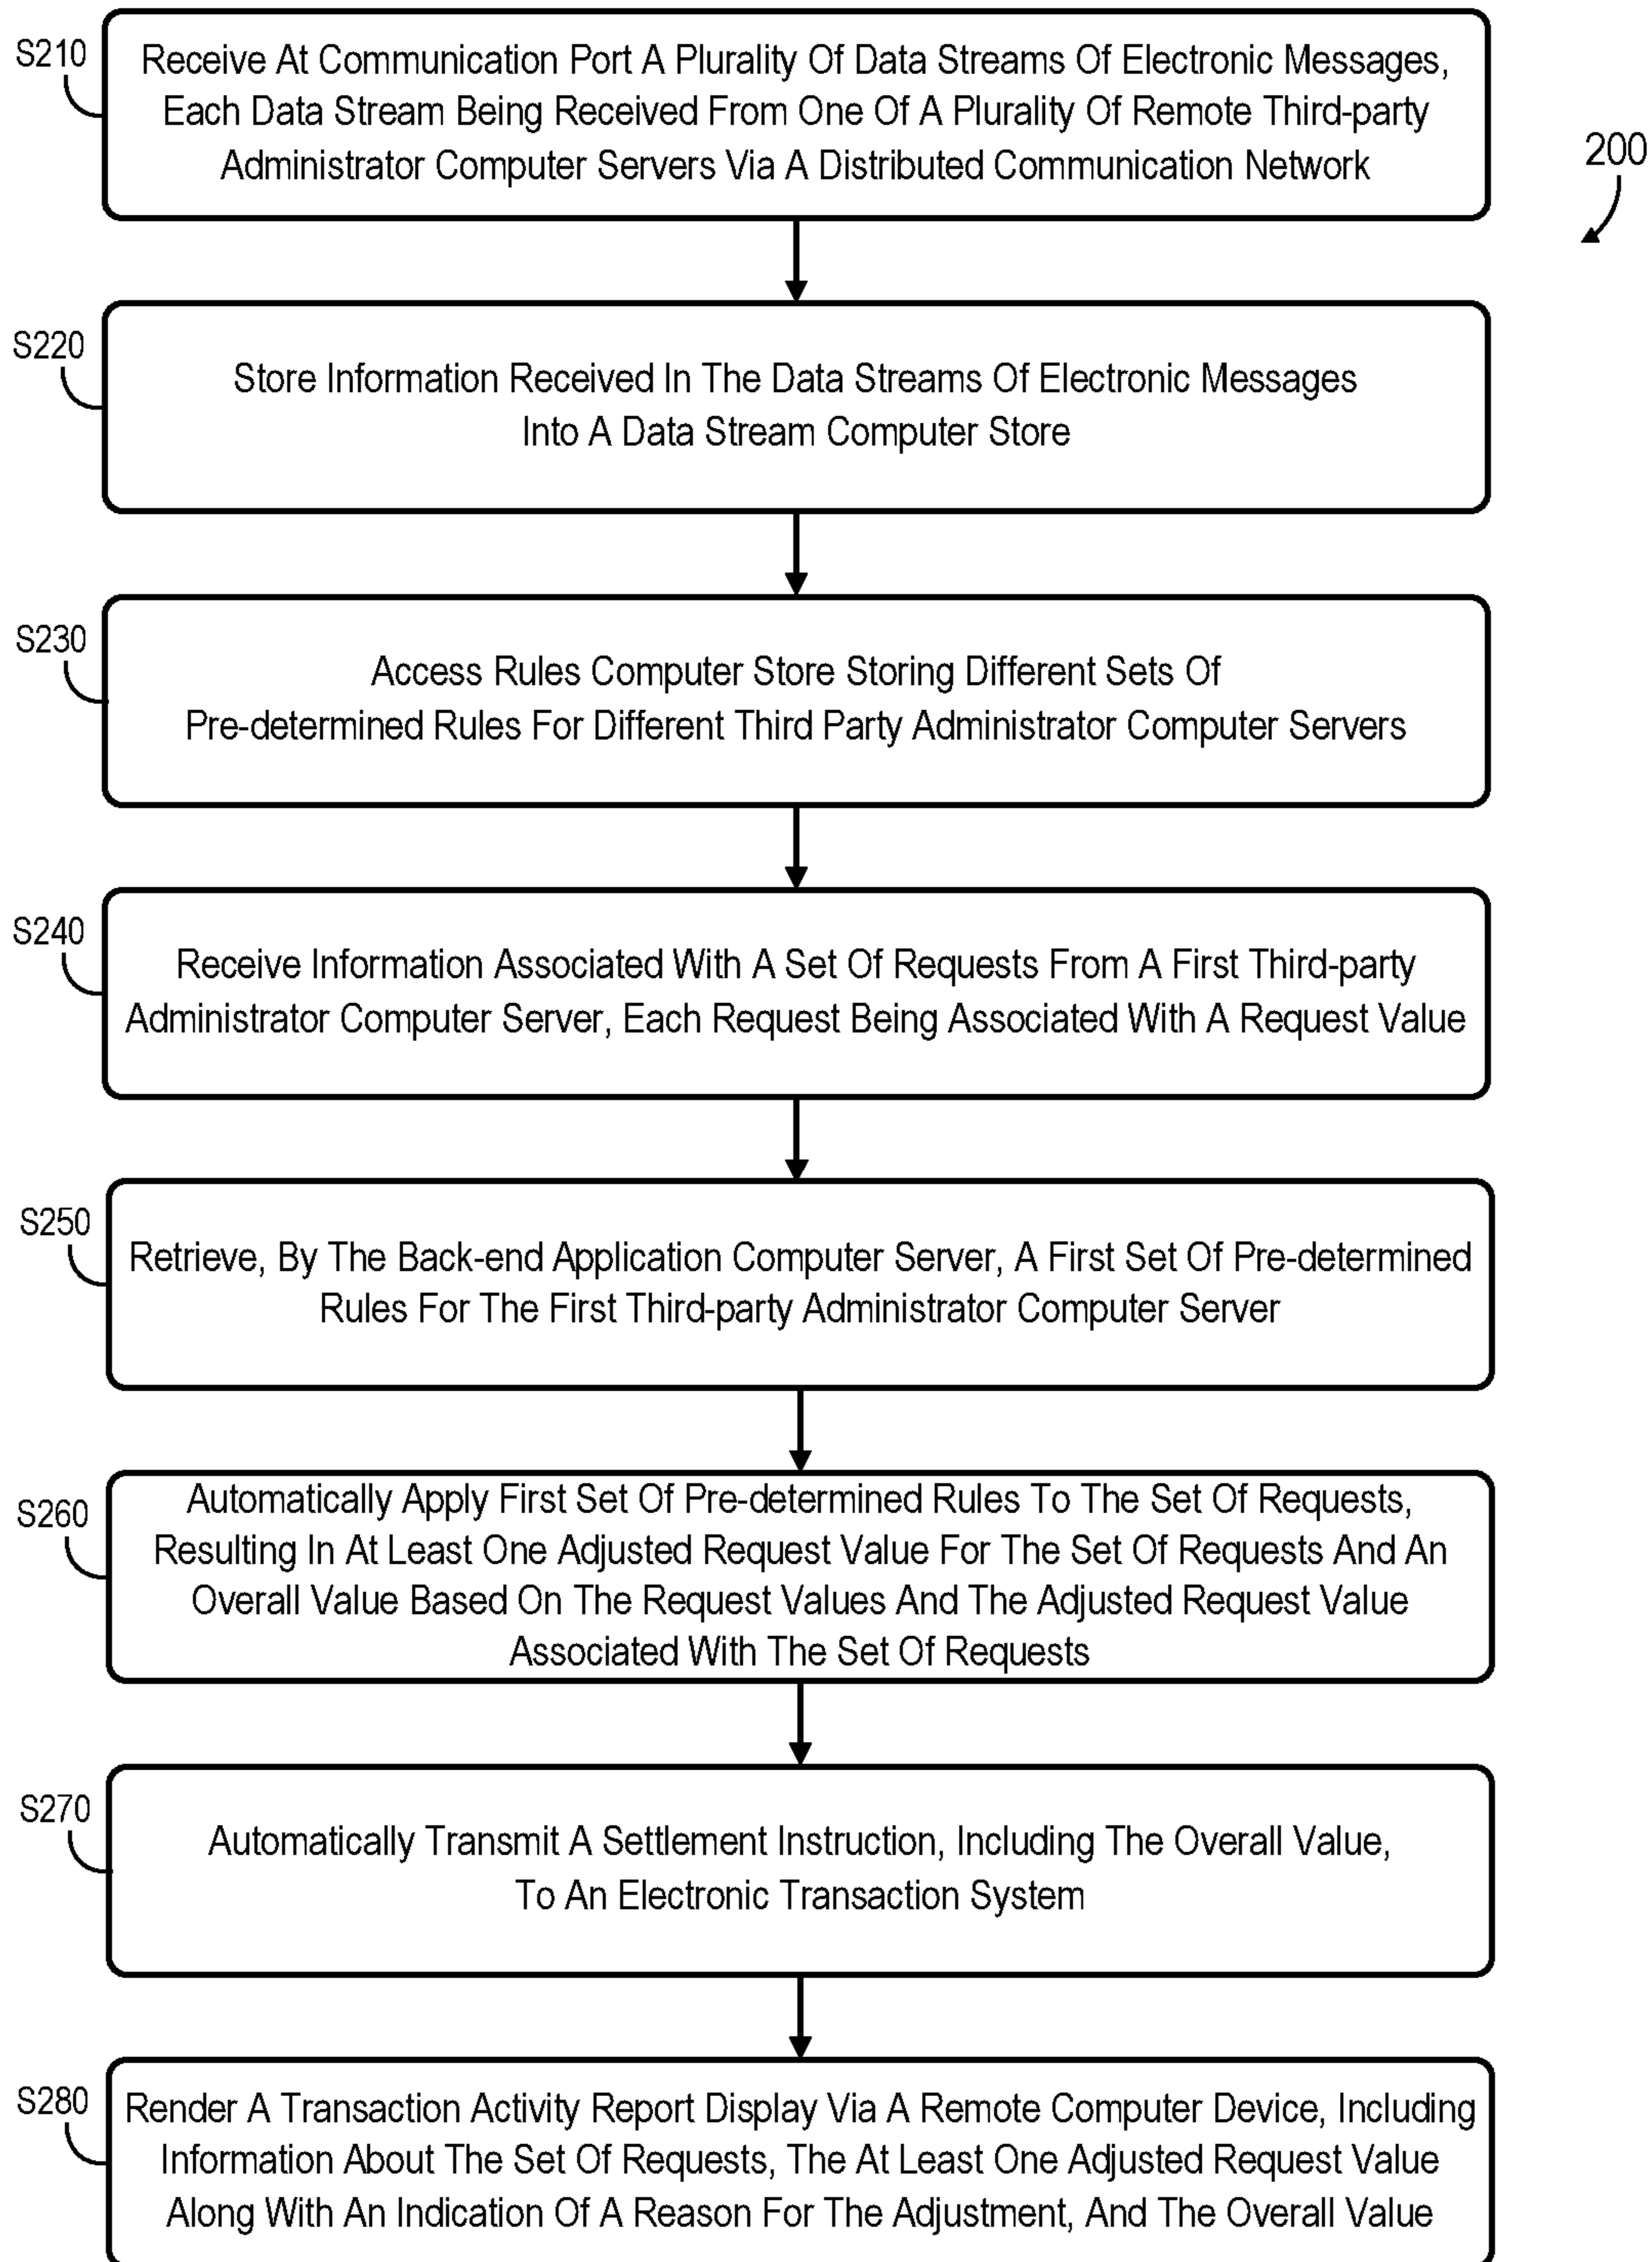 S210
Receive At Communication Port A Plurality Of Data Streams Of Electronic Messages,
Each Data Stream Being Received From One Of A Plurality Of Remote Third-party
Administrator Computer Servers Via A Distributed Communication Network
200
S220
Store Information Received In The Data Streams Of Electronic Messages
Into A Data Stream Computer Store
S230
Access Rules Computer Store Storing Different Sets Of
Pre-determined Rules For Different Third Party Administrator Computer Servers
S240
Receive Information Associated With A Set Of Requests From A First Third-party
Administrator Computer Server, Each Request Being Associated With A Request Value
S250
Retrieve, By The Back-end Application Computer Server, A First Set Of Pre-determined
Rules For The First Third-party Administrator Computer Server
S260
Automatically Apply First Set Of Pre-determined Rules To The Set Of Requests,
Resulting In At Least One Adjusted Request Value For The Set Of Requests And An
Overall Value Based On The Request Values And The Adjusted Request Value
Associated With The Set Of Requests
S270
Automatically Transmit A Settlement Instruction, Including The Overall Value,
To An Electronic Transaction System
S280
Render A Transaction Activity Report Display Via A Remote Computer Device, Including
Information About The Set Of Requests, The At Least One Adjusted Request Value
Along With An Indication Of A Reason For The Adjustment, And The Overall Value